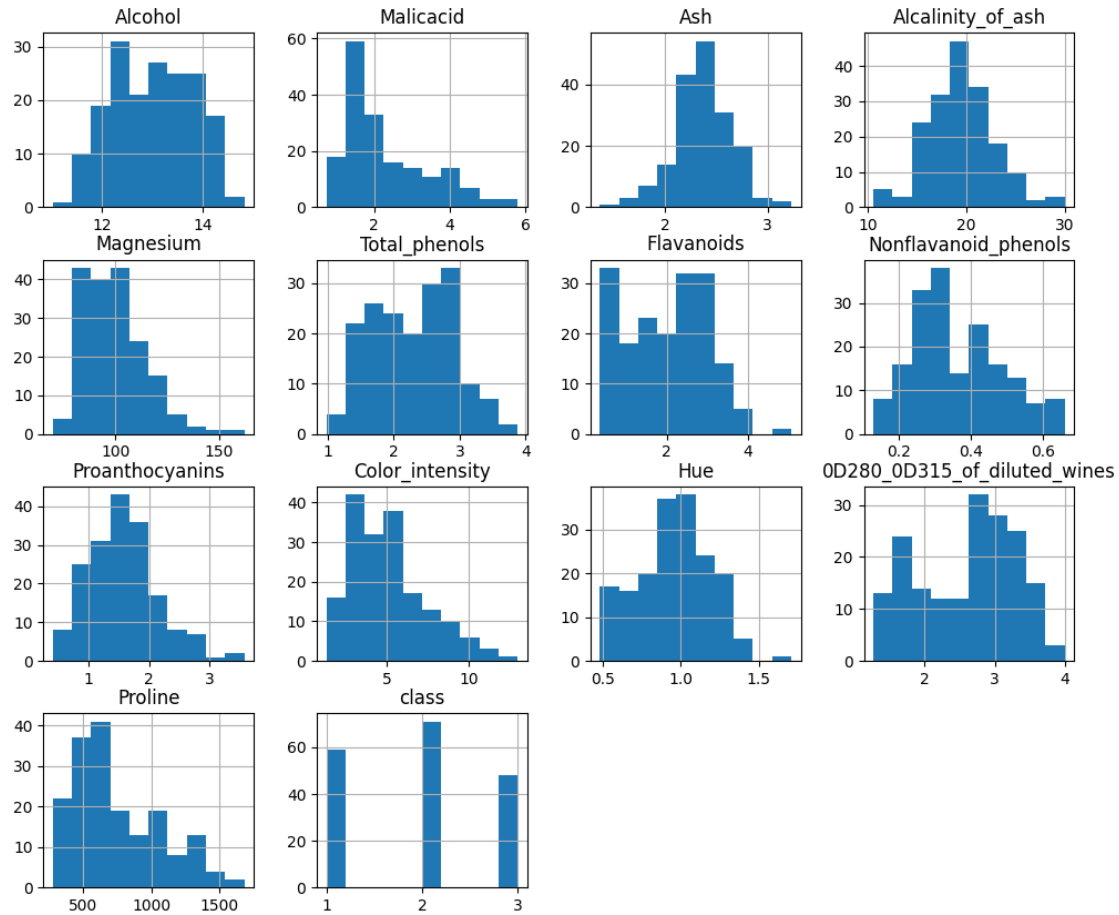 Alcohol
30
20
10
0
12 14
Malicacid
60
40
20
0
2 4 6
Ash
40
20
0
2 3
Alcalinity_of_ash
40
30
20
10
0
10 20 30
Magnesium
40
30
20
10
0
100 150
Total_phenols
30
20
10
0
1 2 3 4
Flavanoids
30
20
10
0
2 4
Nonflavanoid_phenols
30
20
10
0
0.2 0.4 0.6
Proanthocyanins
40
30
20
10
0
1 2 3
Color_intensity
40
30
20
10
0
5 10
Hue
30
20
10
0
0.5 1.0 1.5
0D280_0D315_of_diluted_wines
30
20
10
0
2 3 4
Proline
40
30
20
10
0
500 1000 1500
class
60
40
20
0
1 2 3